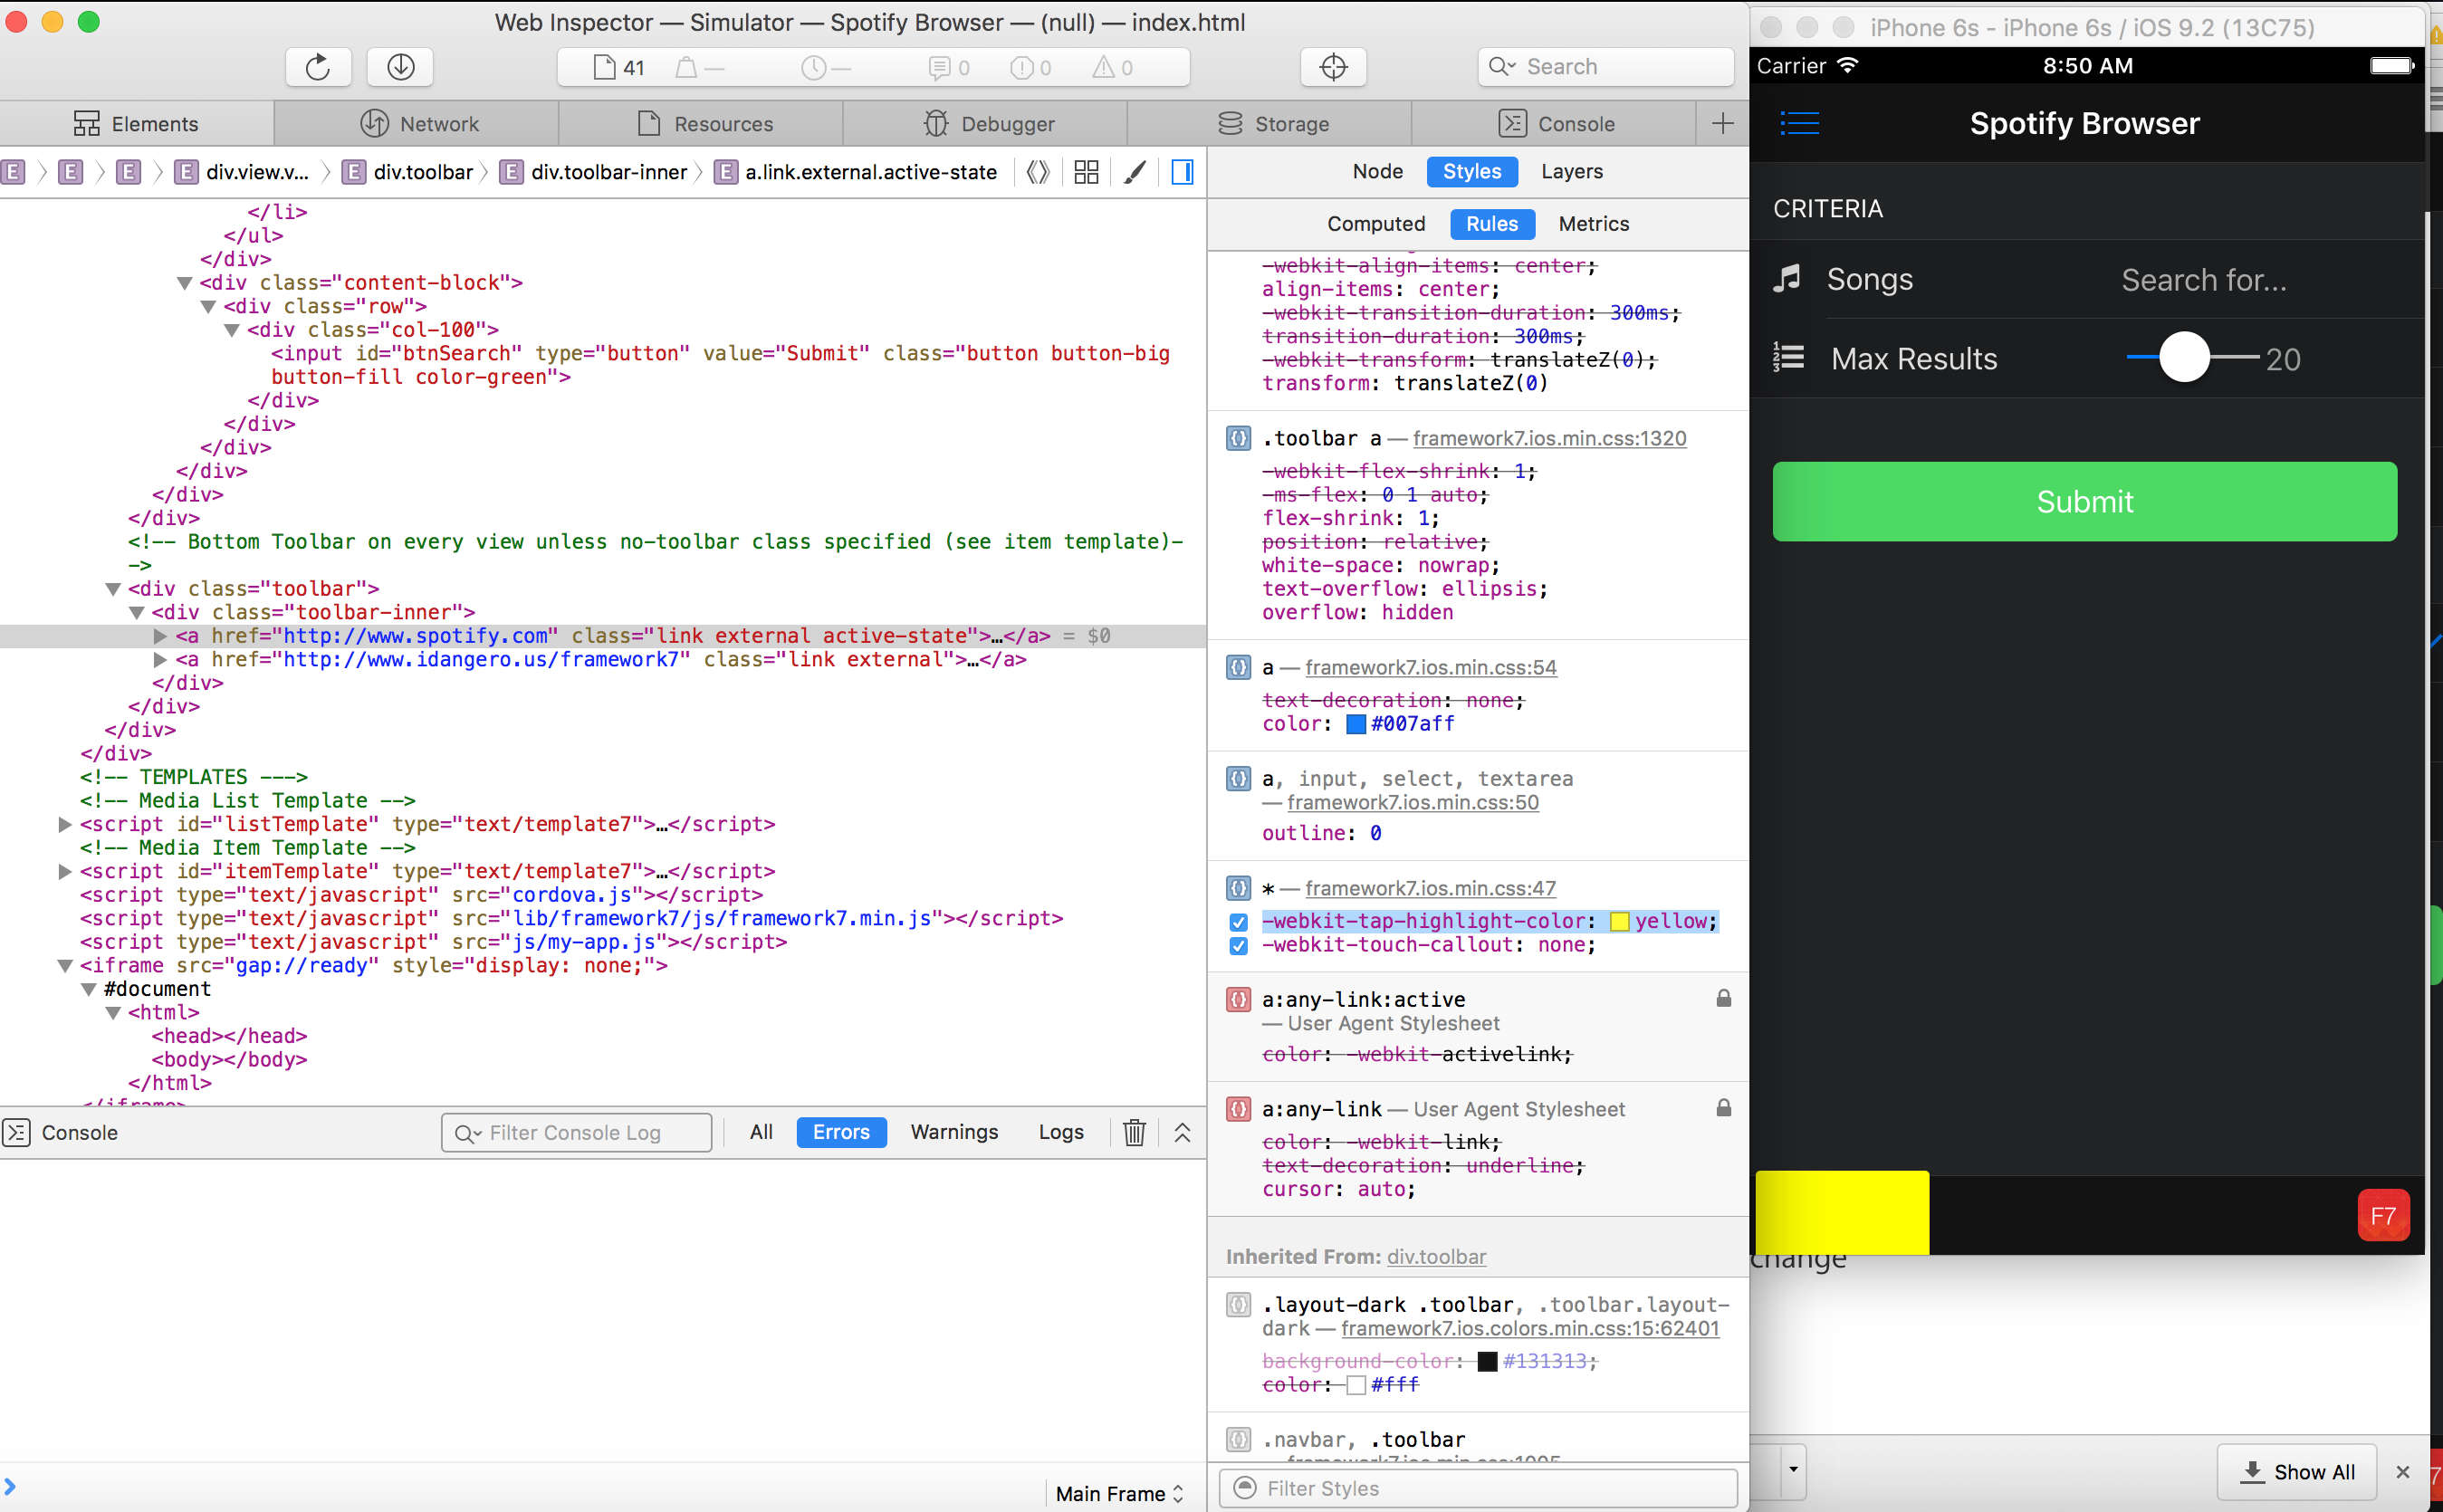 Web Inspector — Simulator — Spotify Browser — (null) — index.html
41 — — 0 0 0
Search
Elements
Network
Resources
Debugger
Storage
Console
E E E E div.view.v... E div.toolbar E div.toolbar-inner E a.link.external.active-state
</li>
</ul>
</div>
<div class="content-block">
<div class="row">
<div class="col-100">
<input id="btnSearch" type="button" value="Submit" class="button button-big
button-fill color-green">
</div>
</div>
</div>
</div>
</div>
</div>
<!-- Bottom Toolbar on every view unless no-toolbar class specified (see item template)-
->
<div class="toolbar">
<div class="toolbar-inner">
<a href="http://www.spotify.com" class="link external active-state">…</a> = $0
<a href="http://www.idangero.us/framework7" class="link external">…</a>
</div>
</div>
</div>
</div>
<!-- TEMPLATES --->
<!-- Media List Template -->
<script id="listTemplate" type="text/template7">…</script>
<!-- Media Item Template -->
<script id="itemTemplate" type="text/template7">…</script>
<script type="text/javascript" src="cordova.js"></script>
<script type="text/javascript" src="lib/framework7/js/framework7.min.js"></script>
<script type="text/javascript" src="js/my-app.js"></script>
<iframe src="gap://ready" style="display: none;">
#document
<html>
<head></head>
<body></body>
</html>
</iframe>
Console
Filter Console Log
All
Errors
Warnings
Logs
Main Frame
Node
Styles
Layers
Computed
Rules
Metrics
-webkit-align-items: center;
align-items: center;
-webkit-transition-duration: 300ms;
transition-duration: 300ms;
-webkit-transform: translateZ(0);
transform: translateZ(0)
.toolbar a — framework7.ios.min.css:1320
-webkit-flex-shrink: 1;
-ms-flex: 0 1 auto;
flex-shrink: 1;
position: relative;
white-space: nowrap;
text-overflow: ellipsis;
overflow: hidden
a — framework7.ios.min.css:54
text-decoration: none;
color: #007aff
a, input, select, textarea
— framework7.ios.min.css:50
outline: 0
* — framework7.ios.min.css:47
-webkit-tap-highlight-color: yellow;
-webkit-touch-callout: none;
a:any-link:active
— User Agent Stylesheet
color: -webkit-activelink;
a:any-link — User Agent Stylesheet
color: -webkit-link;
text-decoration: underline;
cursor: auto;
Inherited From: div.toolbar
.layout-dark .toolbar, .toolbar.layout-
dark — framework7.ios.colors.min.css:15:62401
background-color: #131313;
color: #fff
.navbar, .toolbar
Filter Styles
iPhone 6s - iPhone 6s / iOS 9.2 (13C75)
Carrier
8:50 AM
Spotify Browser
CRITERIA
Songs
Search for...
Max Results
20
Submit
F7
change
Show All